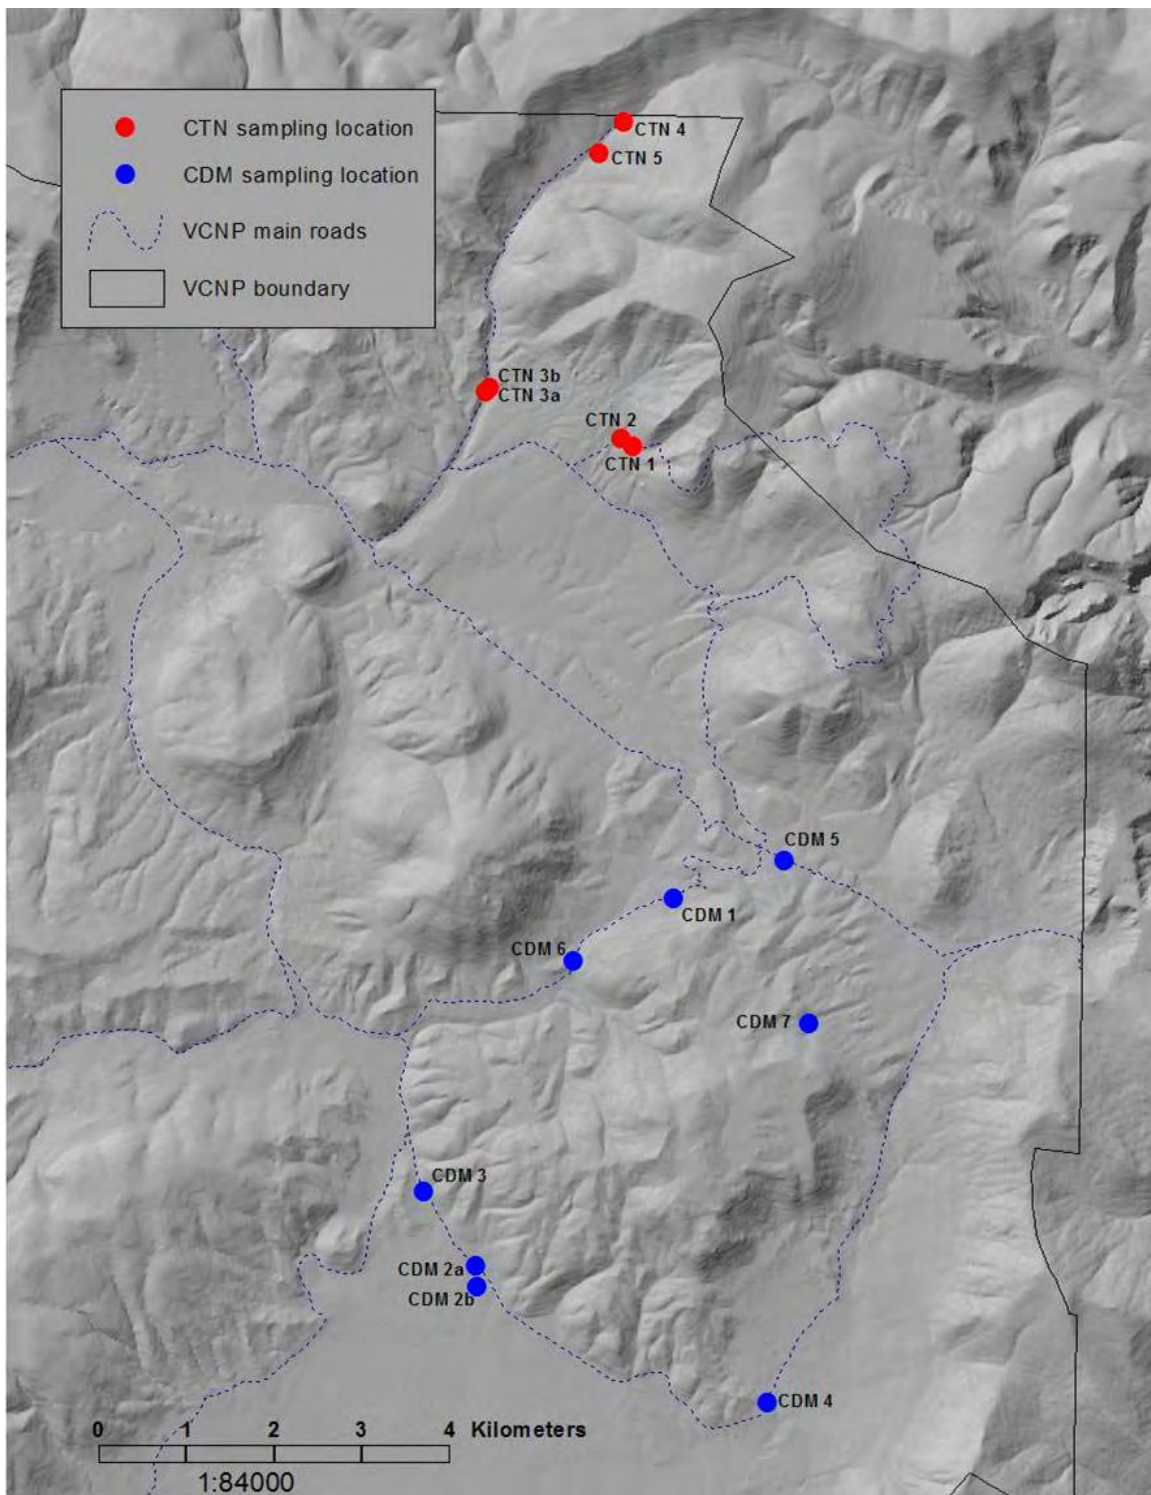 CTN sampling location
CDM sampling location
VCNP main roads
VCNP boundary
CTN 4
CTN 5
CTN 3b
CTN 3a
CTN 2
CTN 1
CDM 5
CDM 1
CDM 6
CDM 7
CDM 3
CDM 2a
CDM 2b
CDM 4
0 1 2 3 4 Kilometers
1:84000